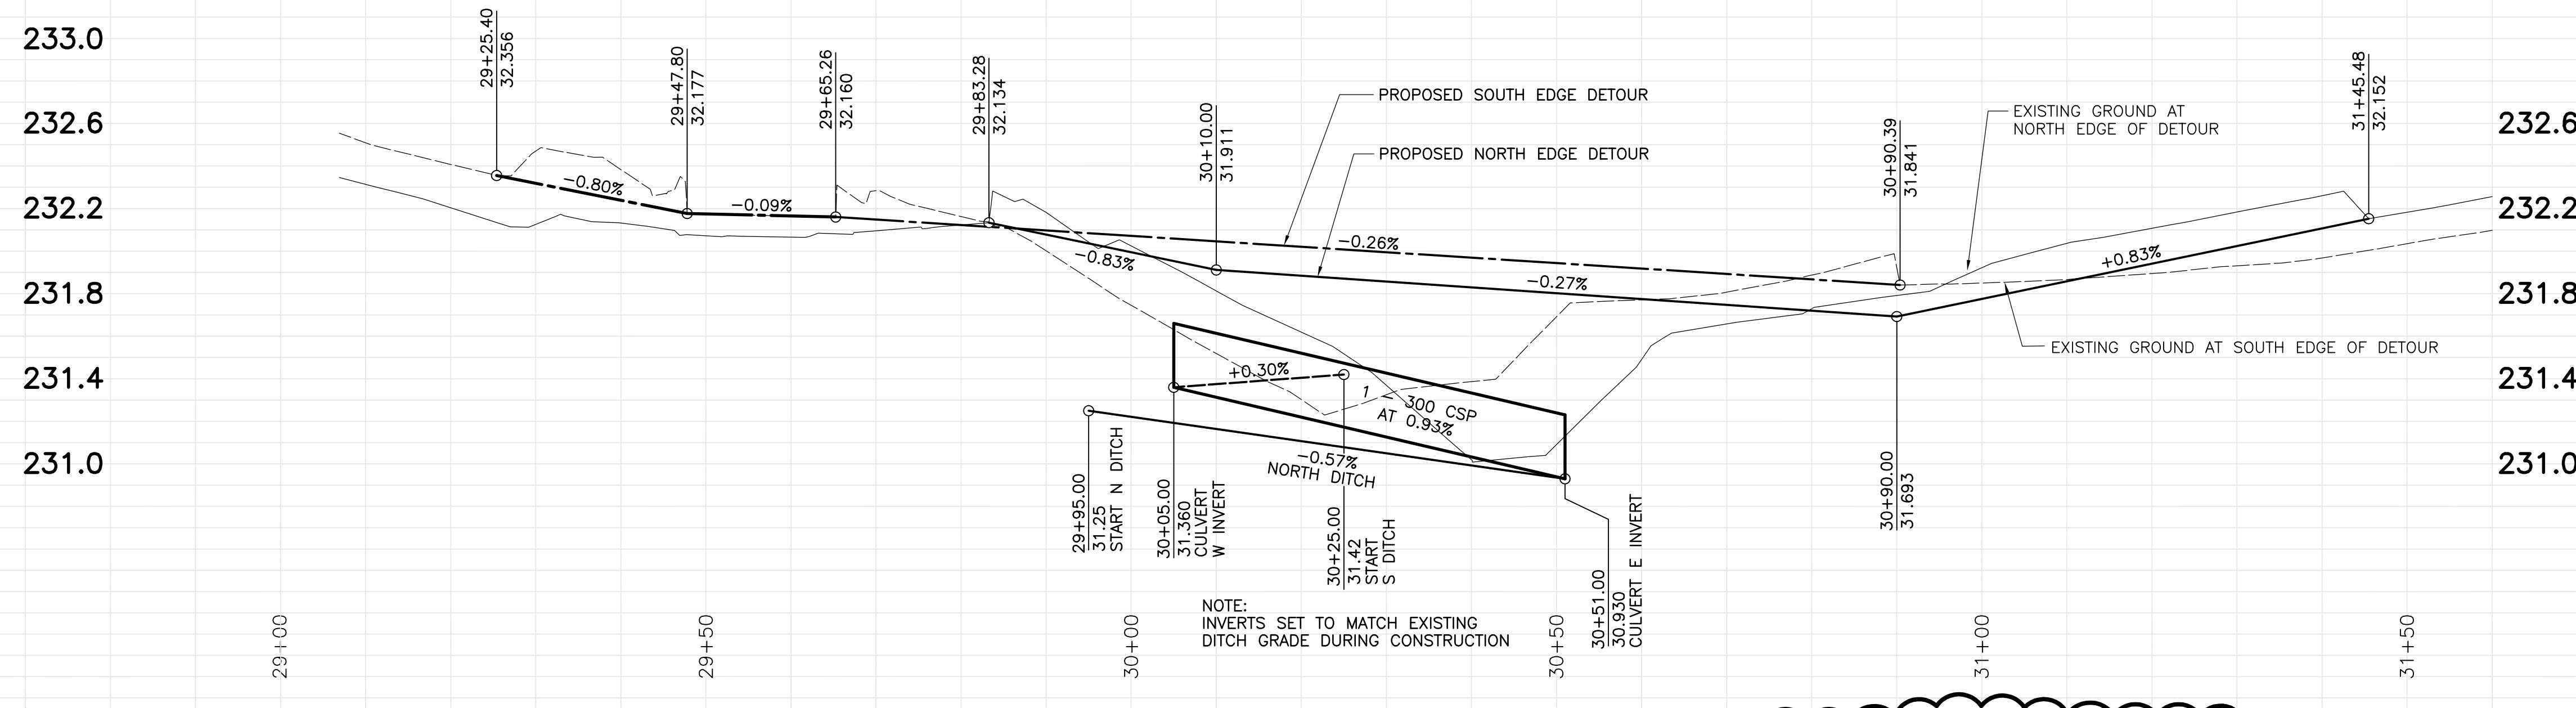 233.0
232.6
232.2
231.8
231.4
231.0
29+25.40
32.356
29+47.80
32.177
29+65.26
32.160
29+83.28
32.134
30+10.00
31.911
30+90.39
31.841
31+45.48
32.152
PROPOSED SOUTH EDGE DETOUR
PROPOSED NORTH EDGE DETOUR
EXISTING GROUND AT
NORTH EDGE OF DETOUR
EXISTING GROUND AT SOUTH EDGE OF DETOUR
-0.80%
-0.09%
-0.83%
-0.26%
-0.27%
+0.83%
+0.30%
1 - 300 CSP
AT 0.93%
-0.57%
NORTH DITCH
29+95.00
31.25
START N DITCH
30+05.00
31.360
CULVERT
W INVERT
30+25.00
31.42
START
S DITCH
30+51.00
30.930
CULVERT E INVERT
30+90.00
31.693
NOTE:
INVERTS SET TO MATCH EXISTING
DITCH GRADE DURING CONSTRUCTION
29+00
29+50
30+00
30+50
31+00
31+50
232.6
232.2
231.8
231.4
231.0